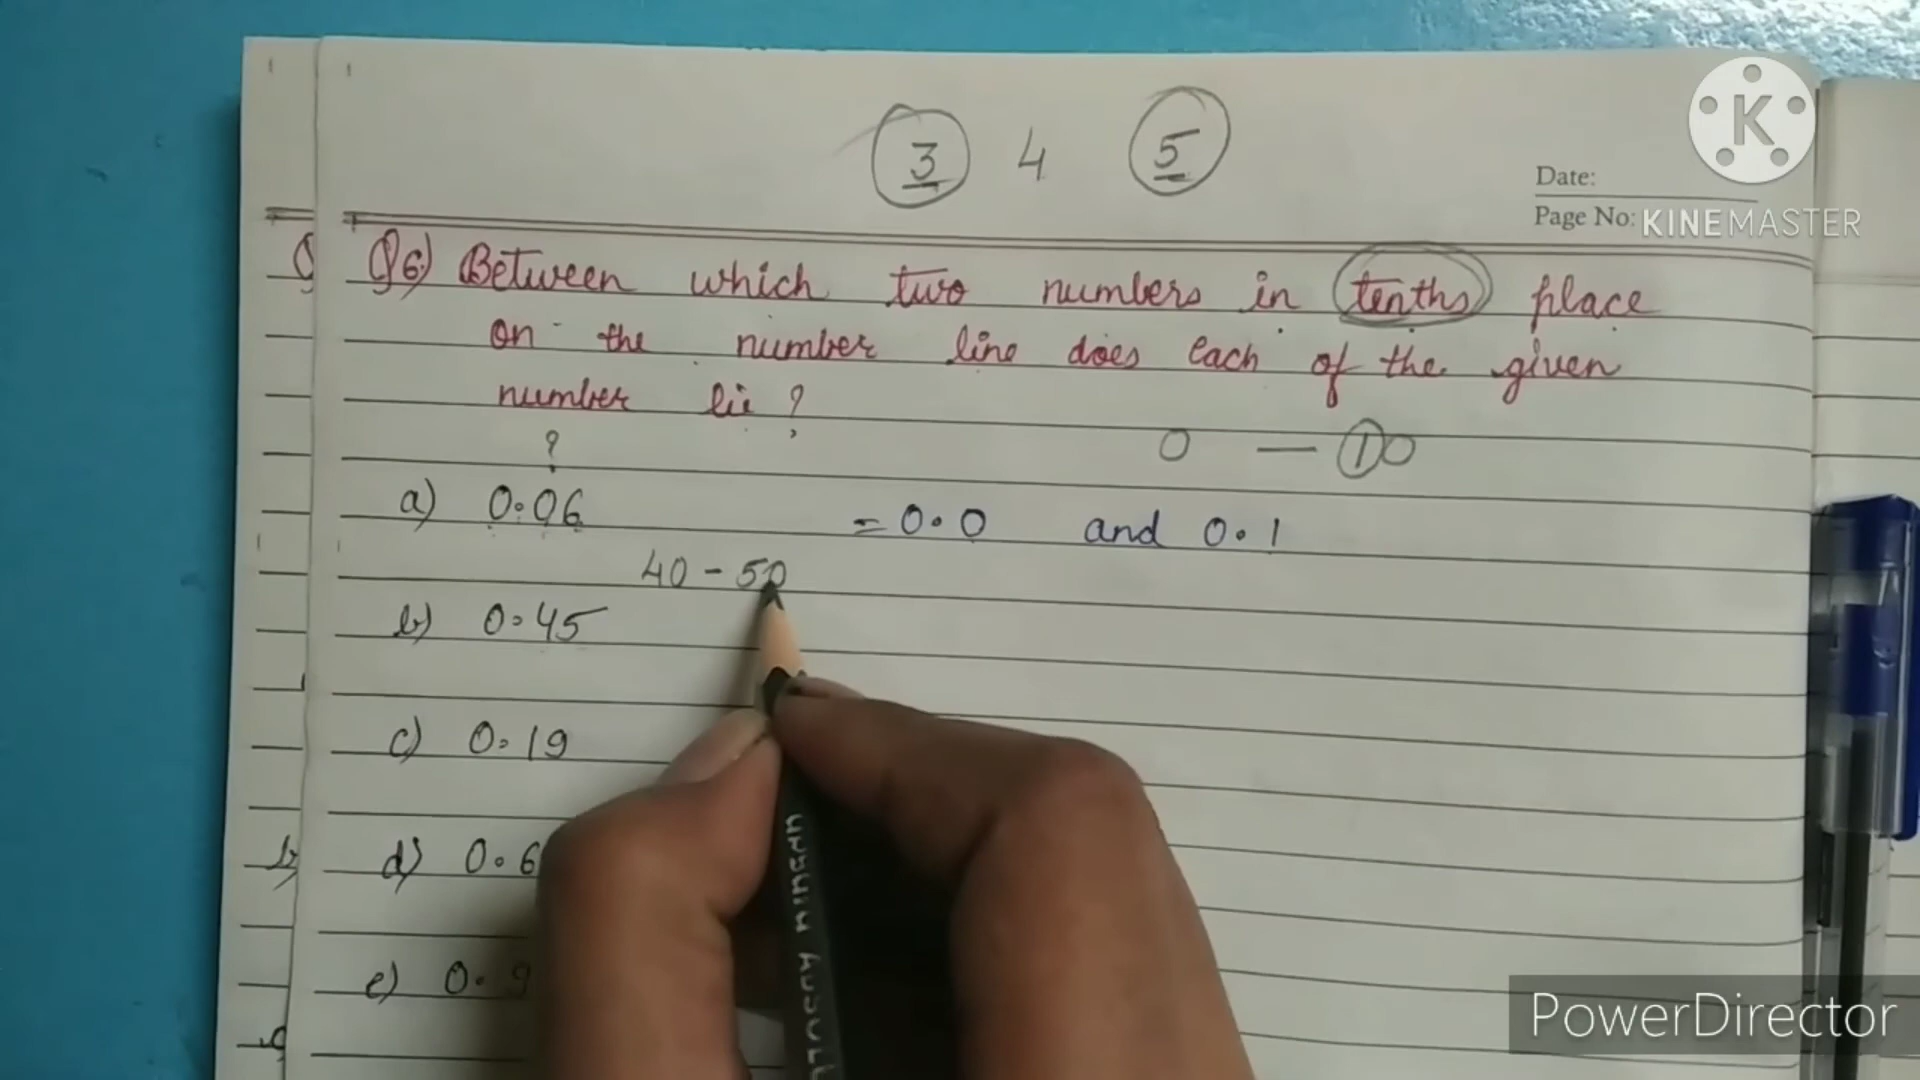 3 4 5
Date:
Page No:
KINEMASTER
Q6) Between which two numbers in tenths place
on the number line does each of the given
number lie ?
?
0 — 10
a) 0.06 = 0.0 and 0.1
40 - 50
b) 0.45
c) 0.19
d) 0.6
e) 0.9
PowerDirector